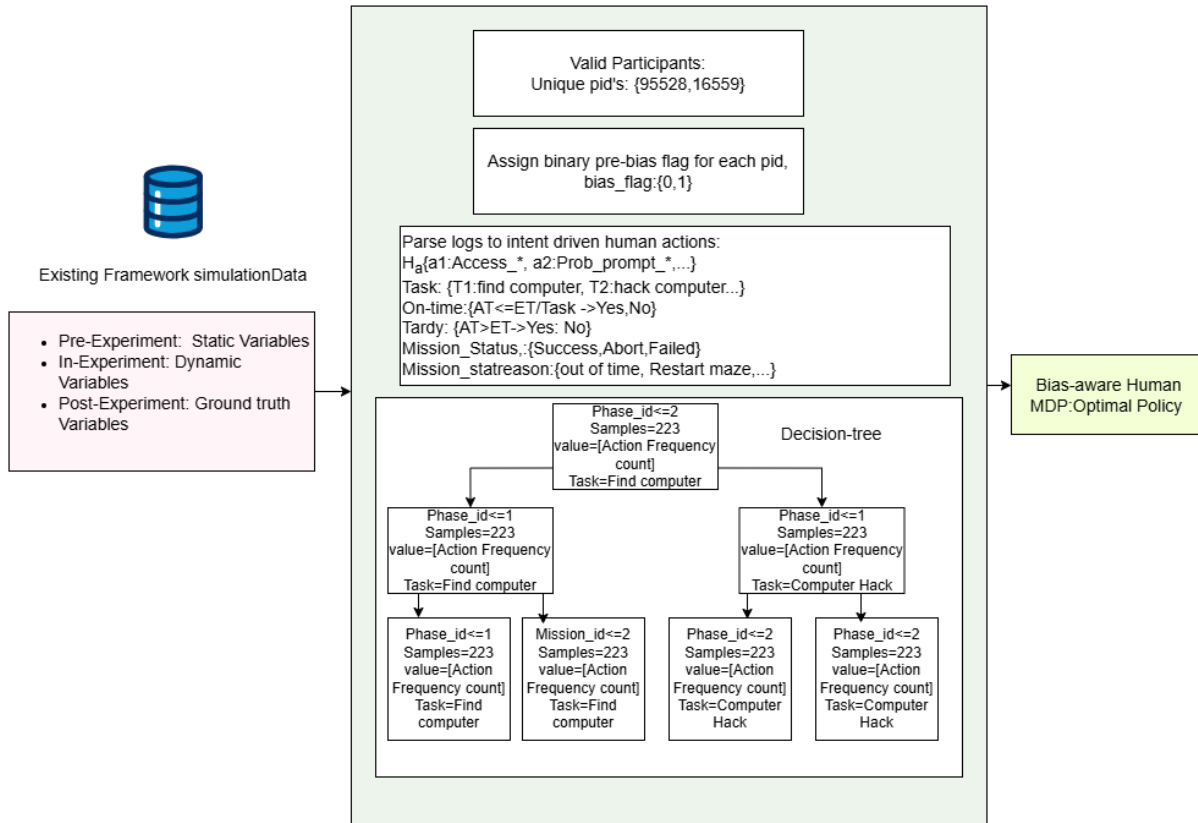 Existing Framework simulationData
• Pre-Experiment: Static Variables
• In-Experiment: Dynamic
Variables
• Post-Experiment: Ground truth
Variables
Valid Participants:
Unique pid's: {95528,16559}
Assign binary pre-bias flag for each pid,
bias_flag:{0,1}
Parse logs to intent driven human actions:
Ha{a1:Access_*, a2:Prob_prompt_*,...}
Task: {T1:find computer, T2:hack computer...}
On-time:{AT<=ET/Task ->Yes,No}
Tardy: {AT>ET->Yes: No}
Mission_Status,:{Success,Abort,Failed}
Mission_statreason:{out of time, Restart maze,...}
Decision-tree
Phase_id<=2
Samples=223
value=[Action Frequency
count]
Task=Find computer
Phase_id<=1
Samples=223
value=[Action Frequency
count]
Task=Find computer
Phase_id<=1
Samples=223
value=[Action Frequency
count]
Task=Computer Hack
Phase_id<=1
Samples=223
value=[Action
Frequency count]
Task=Find
computer
Mission_id<=2
Samples=223
value=[Action
Frequency count]
Task=Find
computer
Phase_id<=2
Samples=223
value=[Action
Frequency count]
Task=Computer
Hack
Phase_id<=2
Samples=223
value=[Action
Frequency count]
Task=Computer
Hack
Bias-aware Human
MDP:Optimal Policy